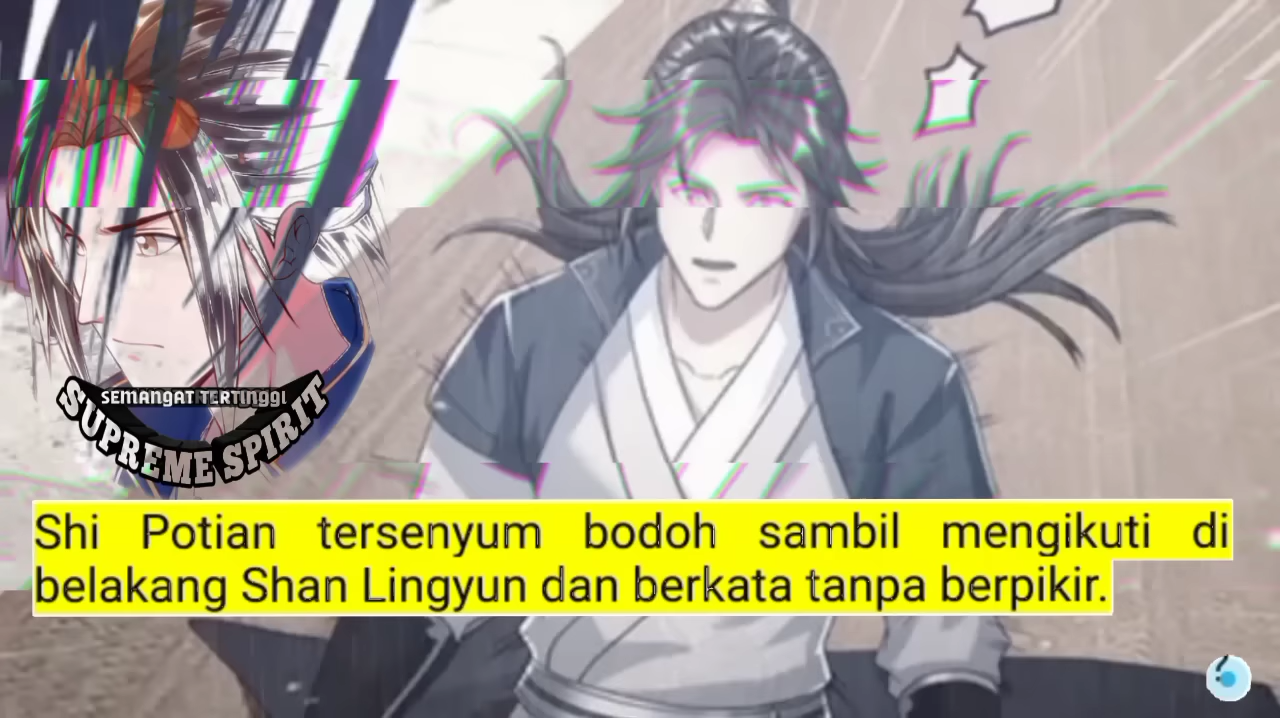 SEMANGAT TERTINGGI
SUPREME SPIRIT
Shi Potian tersenyum bodoh sambil mengikuti di
belakang Shan Lingyun dan berkata tanpa berpikir.